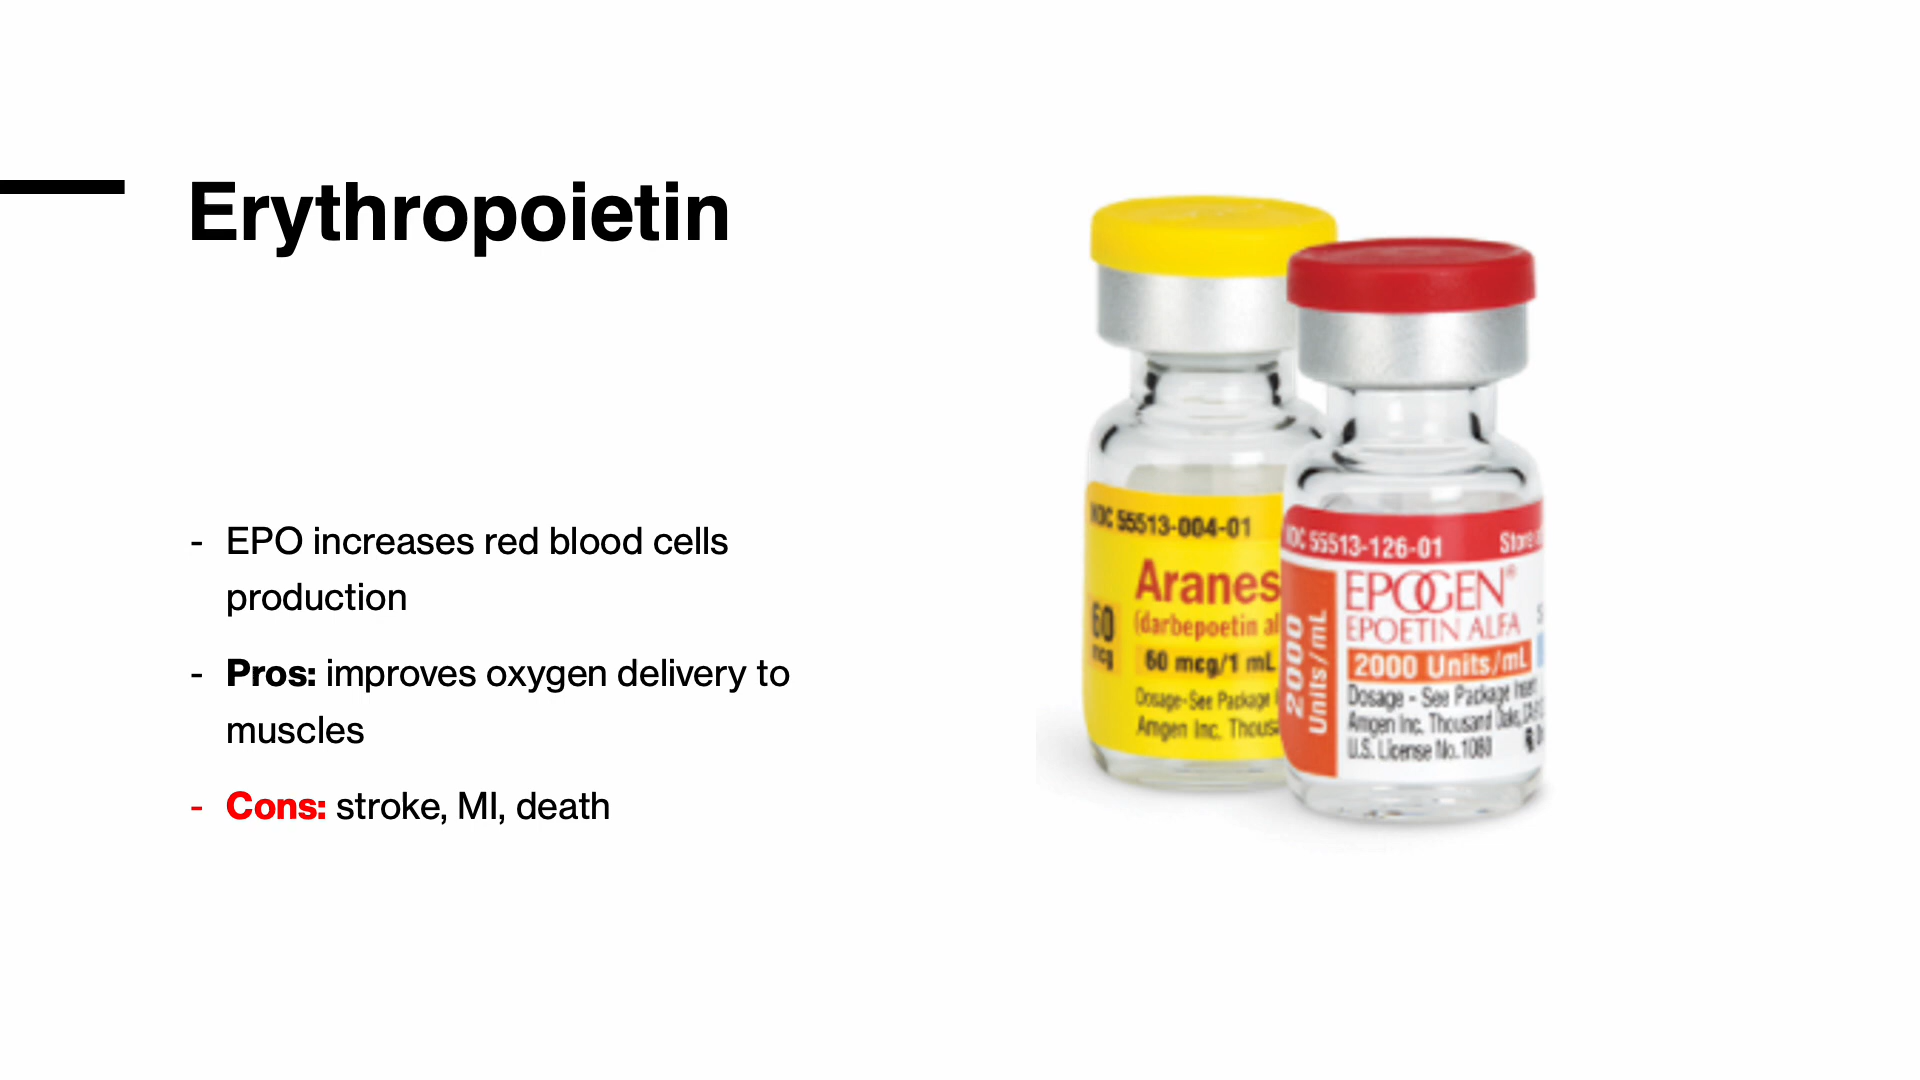 Erythropoietin
- EPO increases red blood cells
production
- Pros: improves oxygen delivery to
muscles
- Cons: stroke, MI, death
NDC 55513-004-01
Aranes
(darbepoetin al
60
mcg
60 mcg/1 mL
Dosage-See Package
Amgen Inc. Thous
NDC 55513-126-01
Store
2000
Units/mL
EPOGEN®
EPOETIN ALFA
2000 Units/mL
Dosage - See Package Insert
Amgen Inc. Thousand Oaks,
U.S. License No.1080